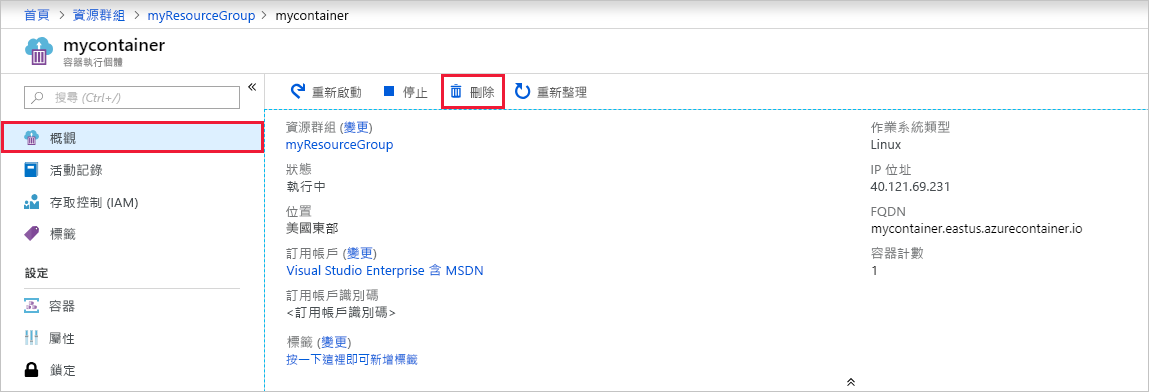 首頁 > 資源群組 > myResourceGroup > mycontainer
mycontainer
容器執行個體
搜尋 (Ctrl+/)
概觀
活動記錄
存取控制 (IAM)
標籤
設定
容器
屬性
鎖定
重新啟動 停止 刪除 重新整理
資源群組 (變更)
myResourceGroup
狀態
執行中
位置
美國東部
訂用帳戶 (變更)
Visual Studio Enterprise 含 MSDN
訂用帳戶識別碼
<訂用帳戶識別碼>
標籤 (變更)
按一下這裡即可新增標籤
作業系統類型
Linux
IP 位址
40.121.69.231
FQDN
mycontainer.eastus.azurecontainer.io
容器計數
1